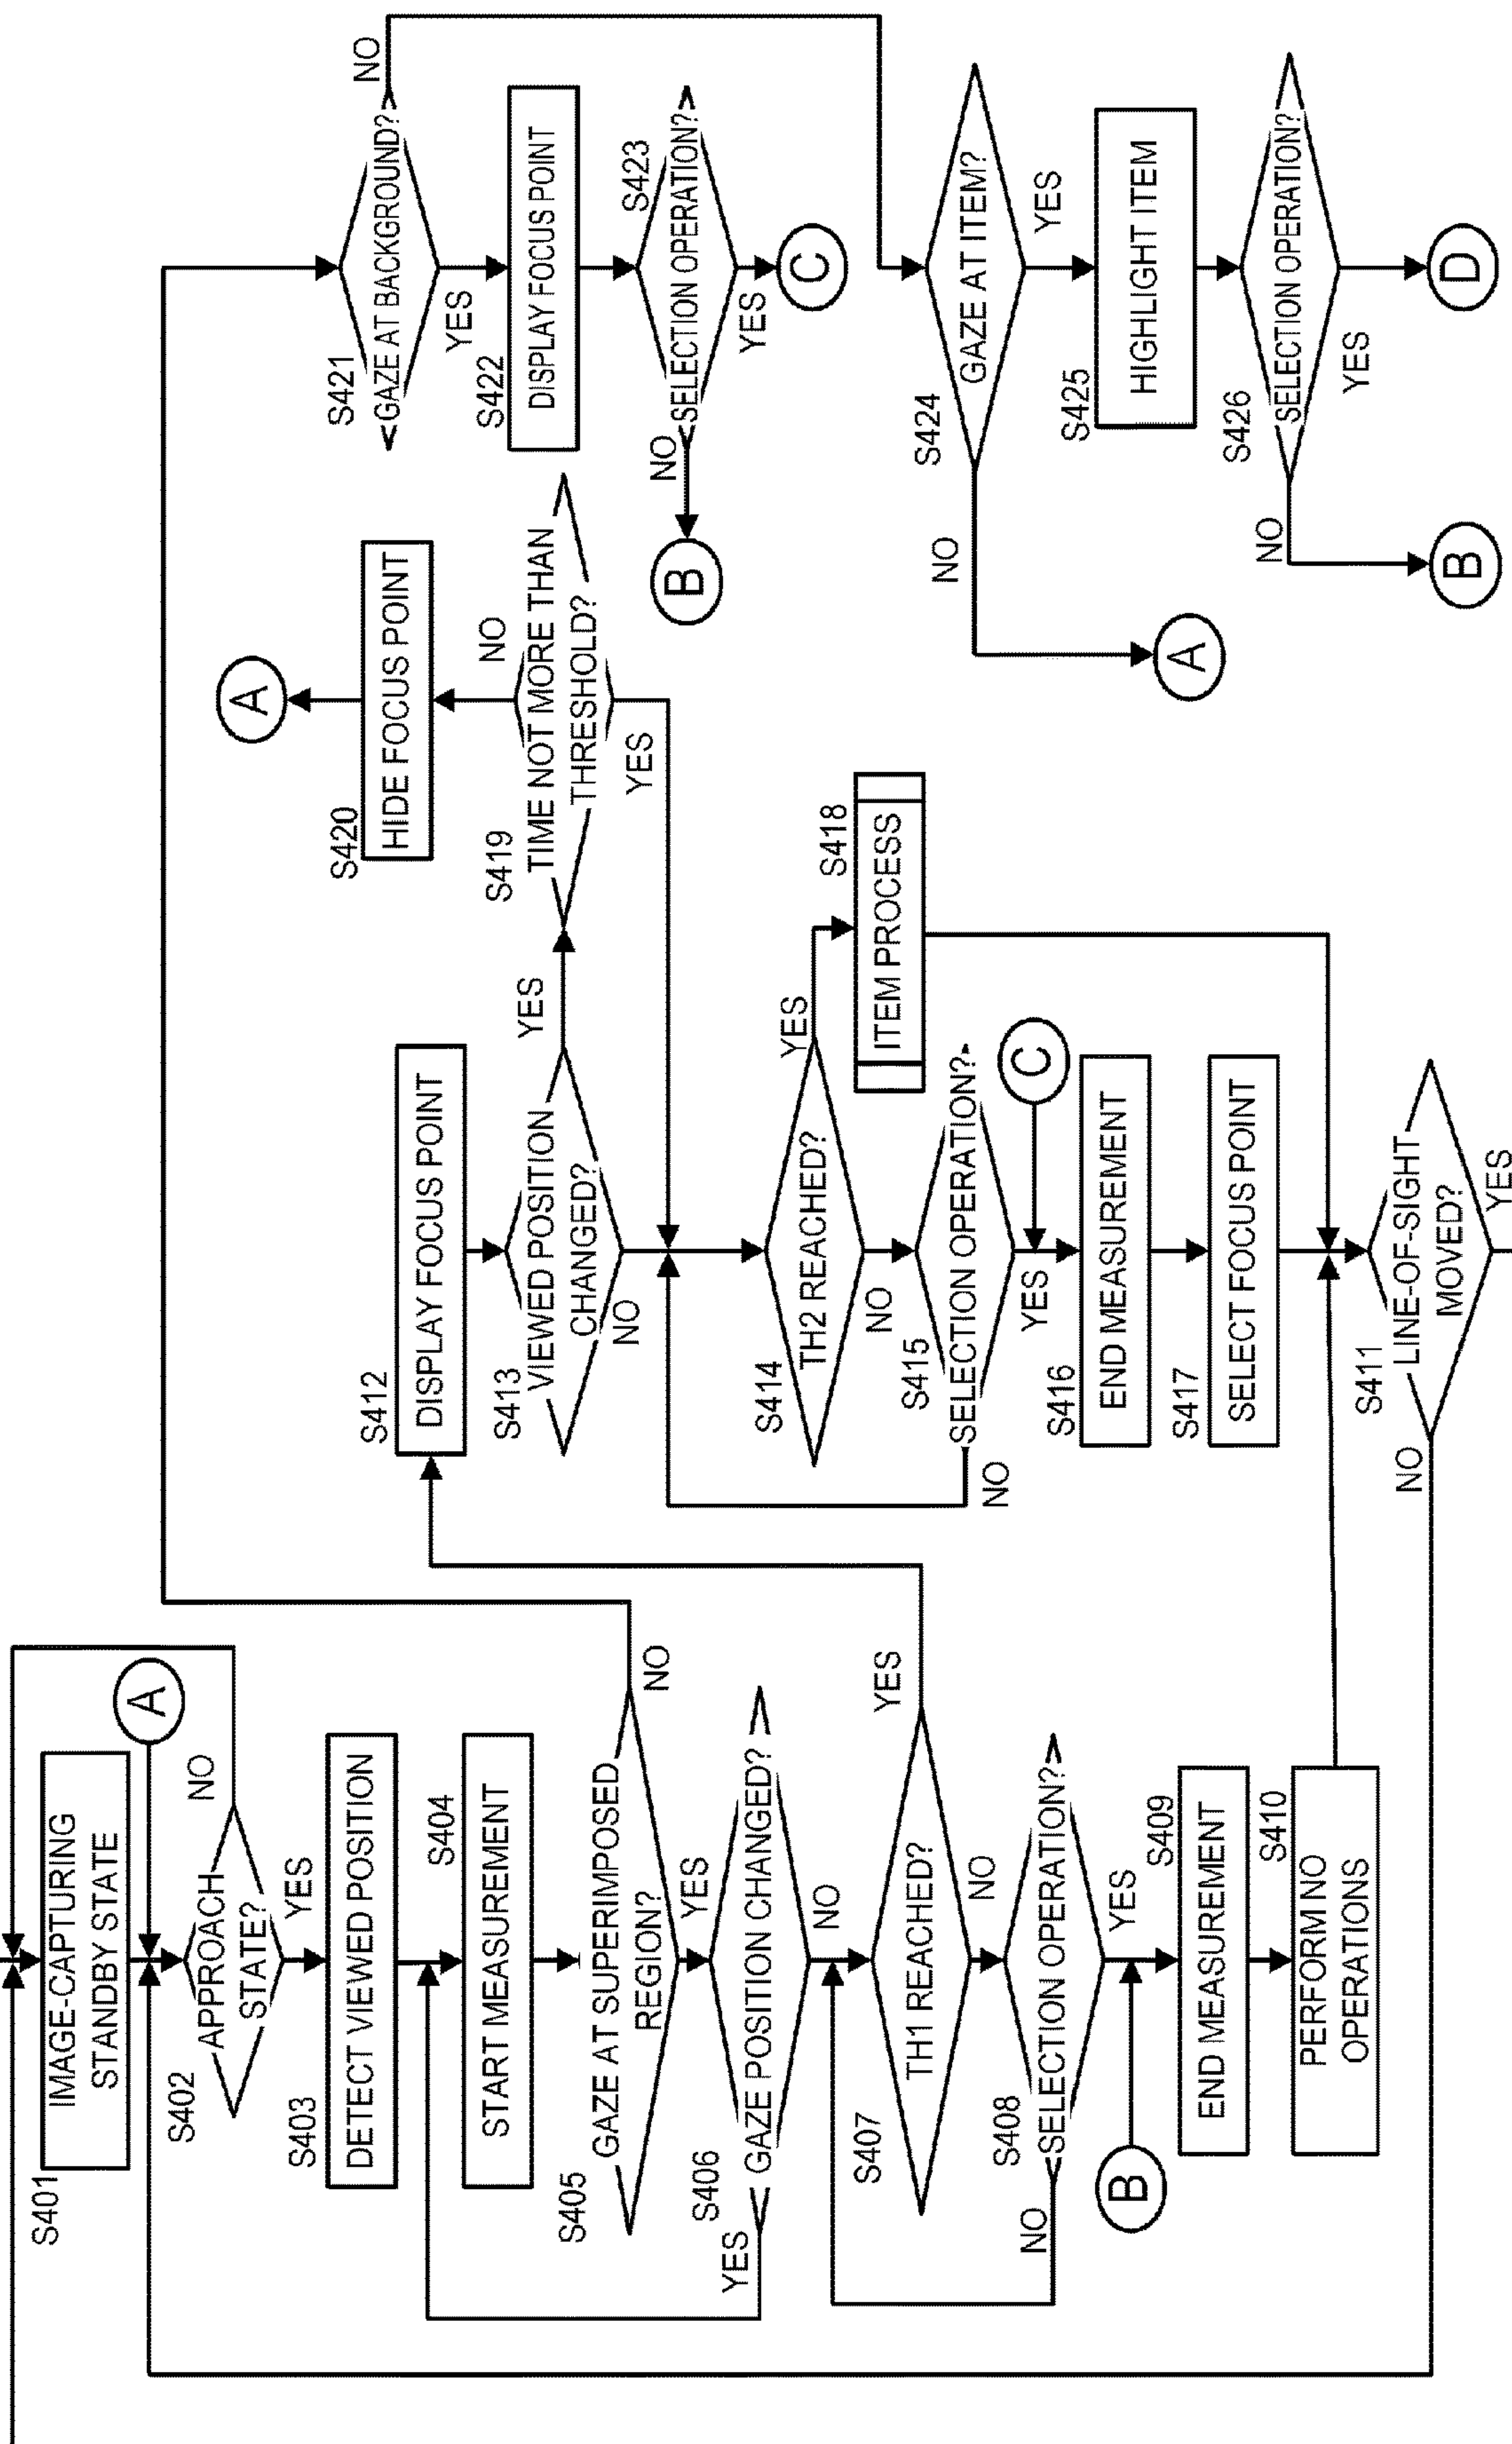 S401
IMAGE-CAPTURING
STANDBY STATE
A
S402
APPROACH
STATE?
NO
YES
S403
DETECT VIEWED POSITION
S404
START MEASUREMENT
S405
GAZE AT SUPERIMPOSED
REGION?
NO
YES
S406
GAZE POSITION CHANGED?
YES
NO
S407
TH1 REACHED?
YES
NO
S408
SELECTION OPERATION?
NO
YES
B
S409
END MEASUREMENT
S410
PERFORM NO
OPERATIONS
S412
DISPLAY FOCUS POINT
S413
VIEWED POSITION
CHANGED?
YES
NO
S414
TH2 REACHED?
YES
NO
S415
SELECTION OPERATION?
NO
YES
C
S416
END MEASUREMENT
S417
SELECT FOCUS POINT
S411
LINE-OF-SIGHT
MOVED?
NO
YES
S418
ITEM PROCESS
A
S420
HIDE FOCUS POINT
NO
S419
TIME NOT MORE THAN
THRESHOLD?
YES
S421
GAZE AT BACKGROUND?
NO
YES
S422
DISPLAY FOCUS POINT
S423
SELECTION OPERATION?
NO
YES
B
C
S424
GAZE AT ITEM?
NO
YES
A
S425
HIGHLIGHT ITEM
S426
SELECTION OPERATION?
NO
YES
B
D